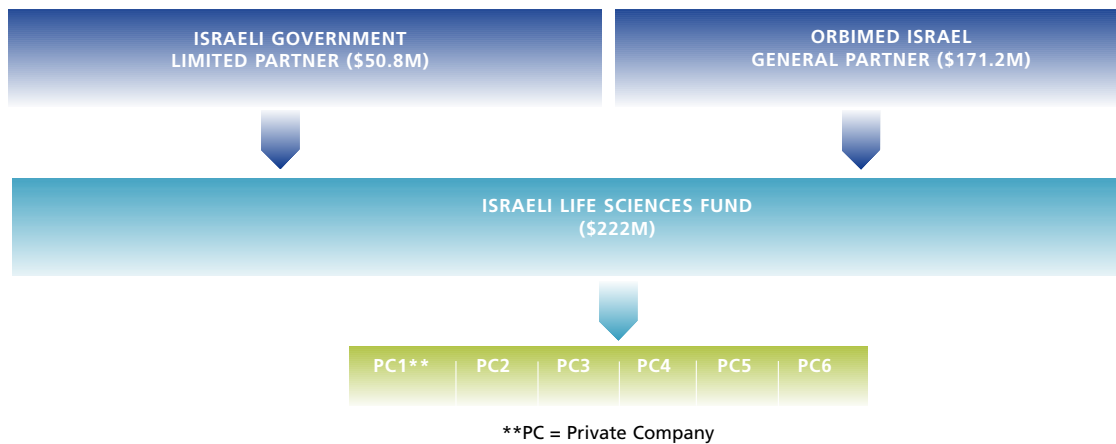 ISRAELI GOVERNMENT
LIMITED PARTNER ($50.8M)
ORBIMED ISRAEL
GENERAL PARTNER ($171.2M)
ISRAELI LIFE SCIENCES FUND
($222M)
PC1** PC2 PC3 PC4 PC5 PC6
**PC = Private Company